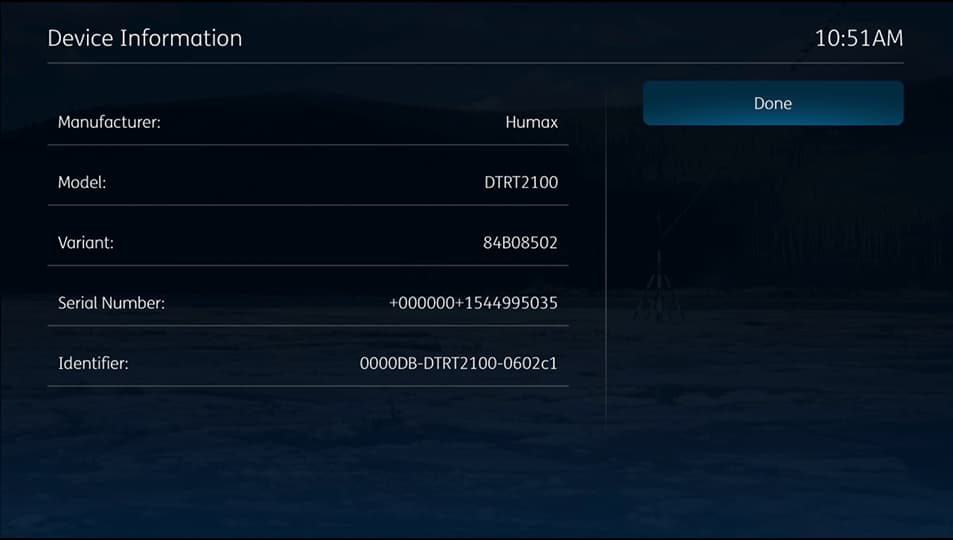 Device Information
10:51AM
Done
Manufacturer: Humax
Model: DTRT2100
Variant: 84B08502
Serial Number: +000000+1544995035
Identifier: 0000DB-DTRT2100-0602c1